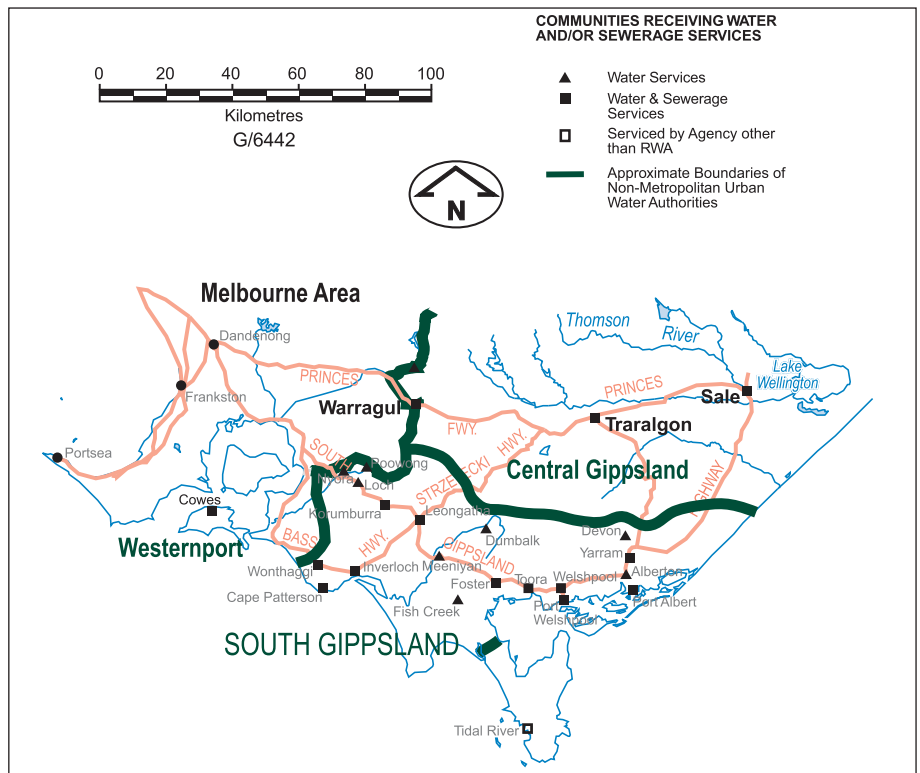 COMMUNITIES RECEIVING WATER
AND/OR SEWERAGE SERVICES
0 20 40 60 80 100
Kilometres
G/6442
Water Services
Water & Sewerage
Services
Serviced by Agency other
than RWA
Approximate Boundaries of
Non-Metropolitan Urban
Water Authorities
N
Melbourne Area
Thomson
River
Dandenong
Lake
Wellington
PRINCES
PRINCES
Frankston
Warragul
Sale
Traralgon
FWY.
HWY.
Portsea
SOUTH
Poowong
STRZELECKI
Central Gippsland
HIGHWAY
Nyora
Loch
Cowes
Korumburra
Leongatha
Westernport
BASS
HWY.
Dumbalk
Devon
GIPPSLAND
Yarram
Wonthaggi
Inverloch
Meeniyan
Alberton
Foster
Toora
Welshpool
Cape Patterson
Fish Creek
Port
Welshpool
Port Albert
SOUTH GIPPSLAND
Tidal River